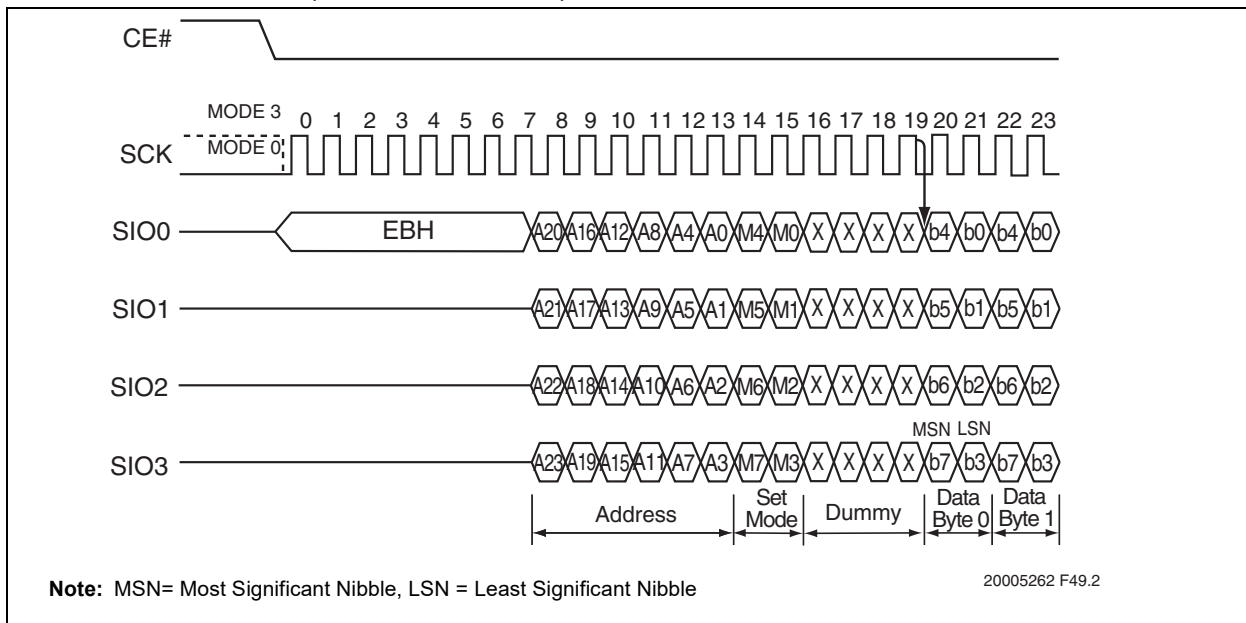 CE#
MODE 3
0 1 2 3 4 5 6 7 8 9 10 11 12 13 14 15 16 17 18 19 20 21 22 23
SCK
MODE 0
SIO0
EBH
A20 A16 A12 A8 A4 A0 M4 M0 X X X X b4 b0 b4 b0
SIO1
A21 A17 A13 A9 A5 A1 M5 M1 X X X X b5 b1 b5 b1
SIO2
A22 A18 A14 A10 A6 A2 M6 M2 X X X X b6 b2 b6 b2
MSN LSN
SIO3
A23 A19 A15 A11 A7 A3 M7 M3 X X X X b7 b3 b7 b3
Address
Set
Mode
Dummy
Data
Byte 0
Data
Byte 1
Note: MSN= Most Significant Nibble, LSN = Least Significant Nibble
20005262 F49.2